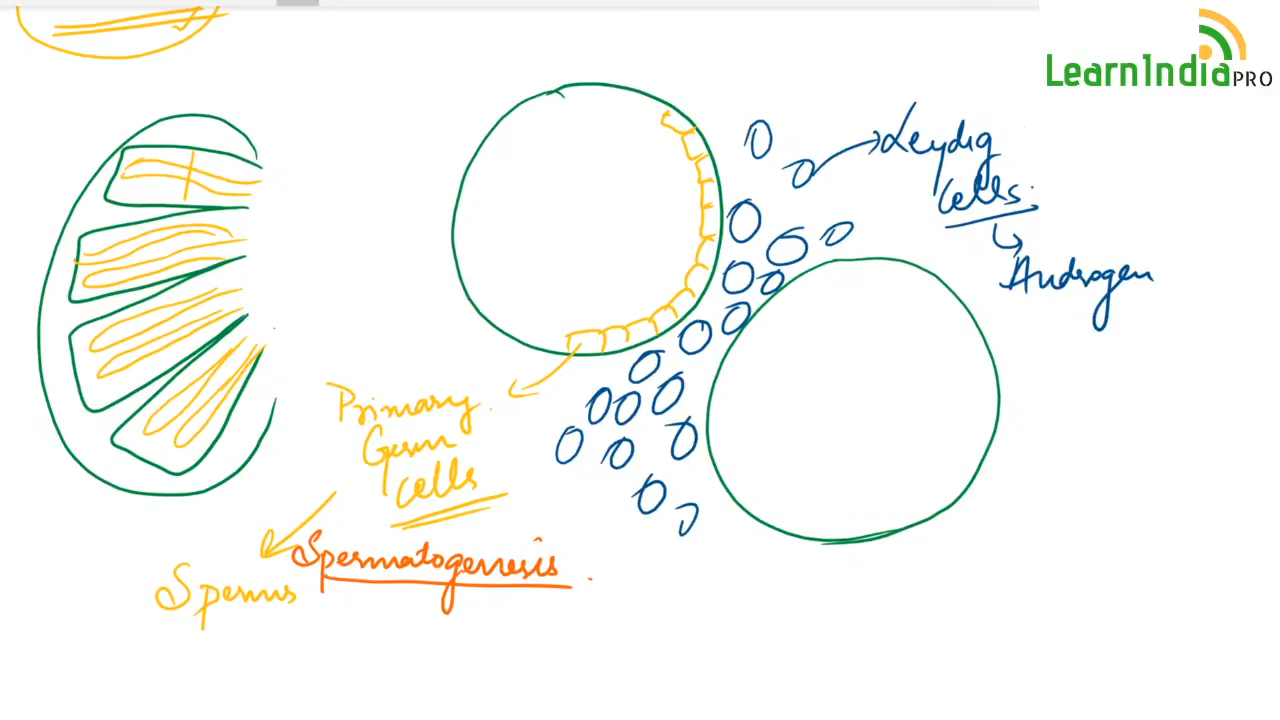 LearnIndia PRO
Leydig
Cells.
Androgen
Primary
Germ
Cells
Spermatogenesis.
Sperms